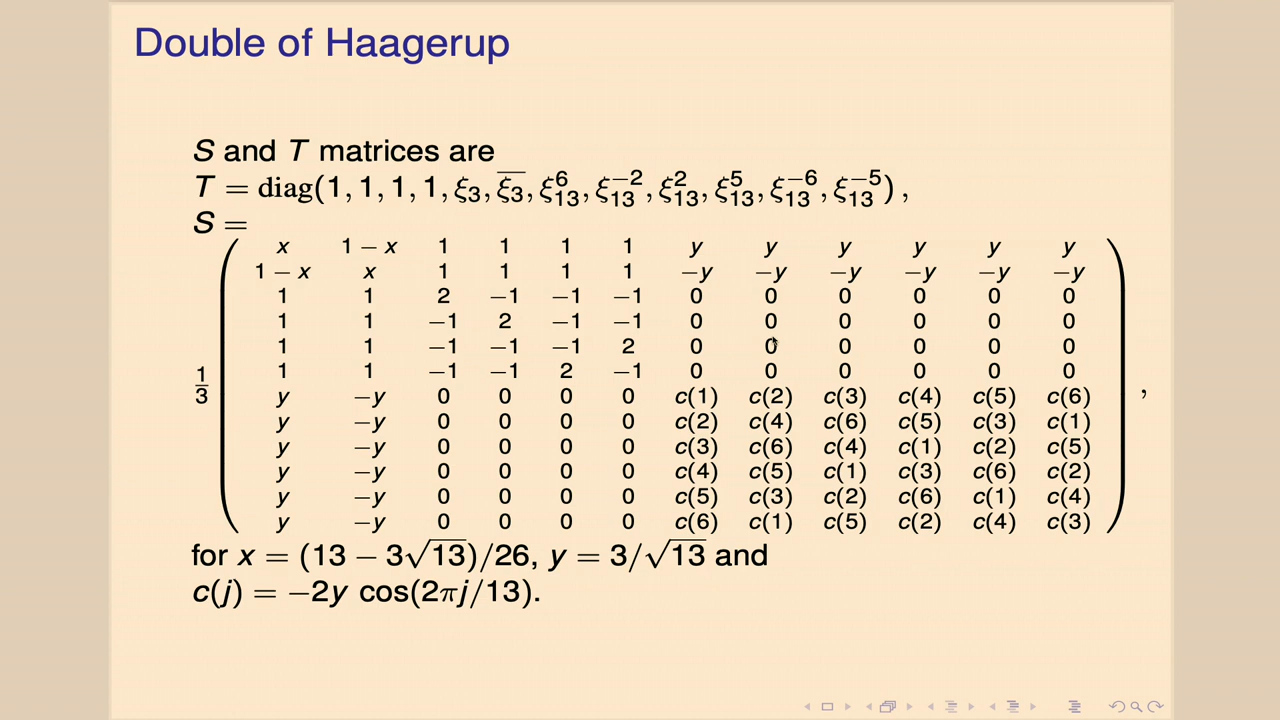 Double of Haagerup
S and T matrices are
T = diag(1, 1, 1, 1, ξ₃, ξ₃̅, ξ₁₃⁶, ξ₁₃⁻², ξ₁₃², ξ₁₃⁵, ξ₁₃⁻⁶, ξ₁₃⁻⁵) ,
S =
x 1 − x 1 1 1 1 y y y y y y
1 − x x 1 1 1 1 −y −y −y −y −y −y
1 1 2 −1 −1 −1 0 0 0 0 0 0
1 1 −1 2 −1 −1 0 0 0 0 0 0
1 1 −1 −1 −1 2 0 0 0 0 0 0
1/3 1 1 −1 −1 2 −1 0 0 0 0 0 0 ,
y −y 0 0 0 0 c(1) c(2) c(3) c(4) c(5) c(6)
y −y 0 0 0 0 c(2) c(4) c(6) c(5) c(3) c(1)
y −y 0 0 0 0 c(3) c(6) c(4) c(1) c(2) c(5)
y −y 0 0 0 0 c(4) c(5) c(1) c(3) c(6) c(2)
y −y 0 0 0 0 c(5) c(3) c(2) c(6) c(1) c(4)
y −y 0 0 0 0 c(6) c(1) c(5) c(2) c(4) c(3)
for x = (13 − 3√13)/26, y = 3/√13 and
c(j) = −2y cos(2πj/13).